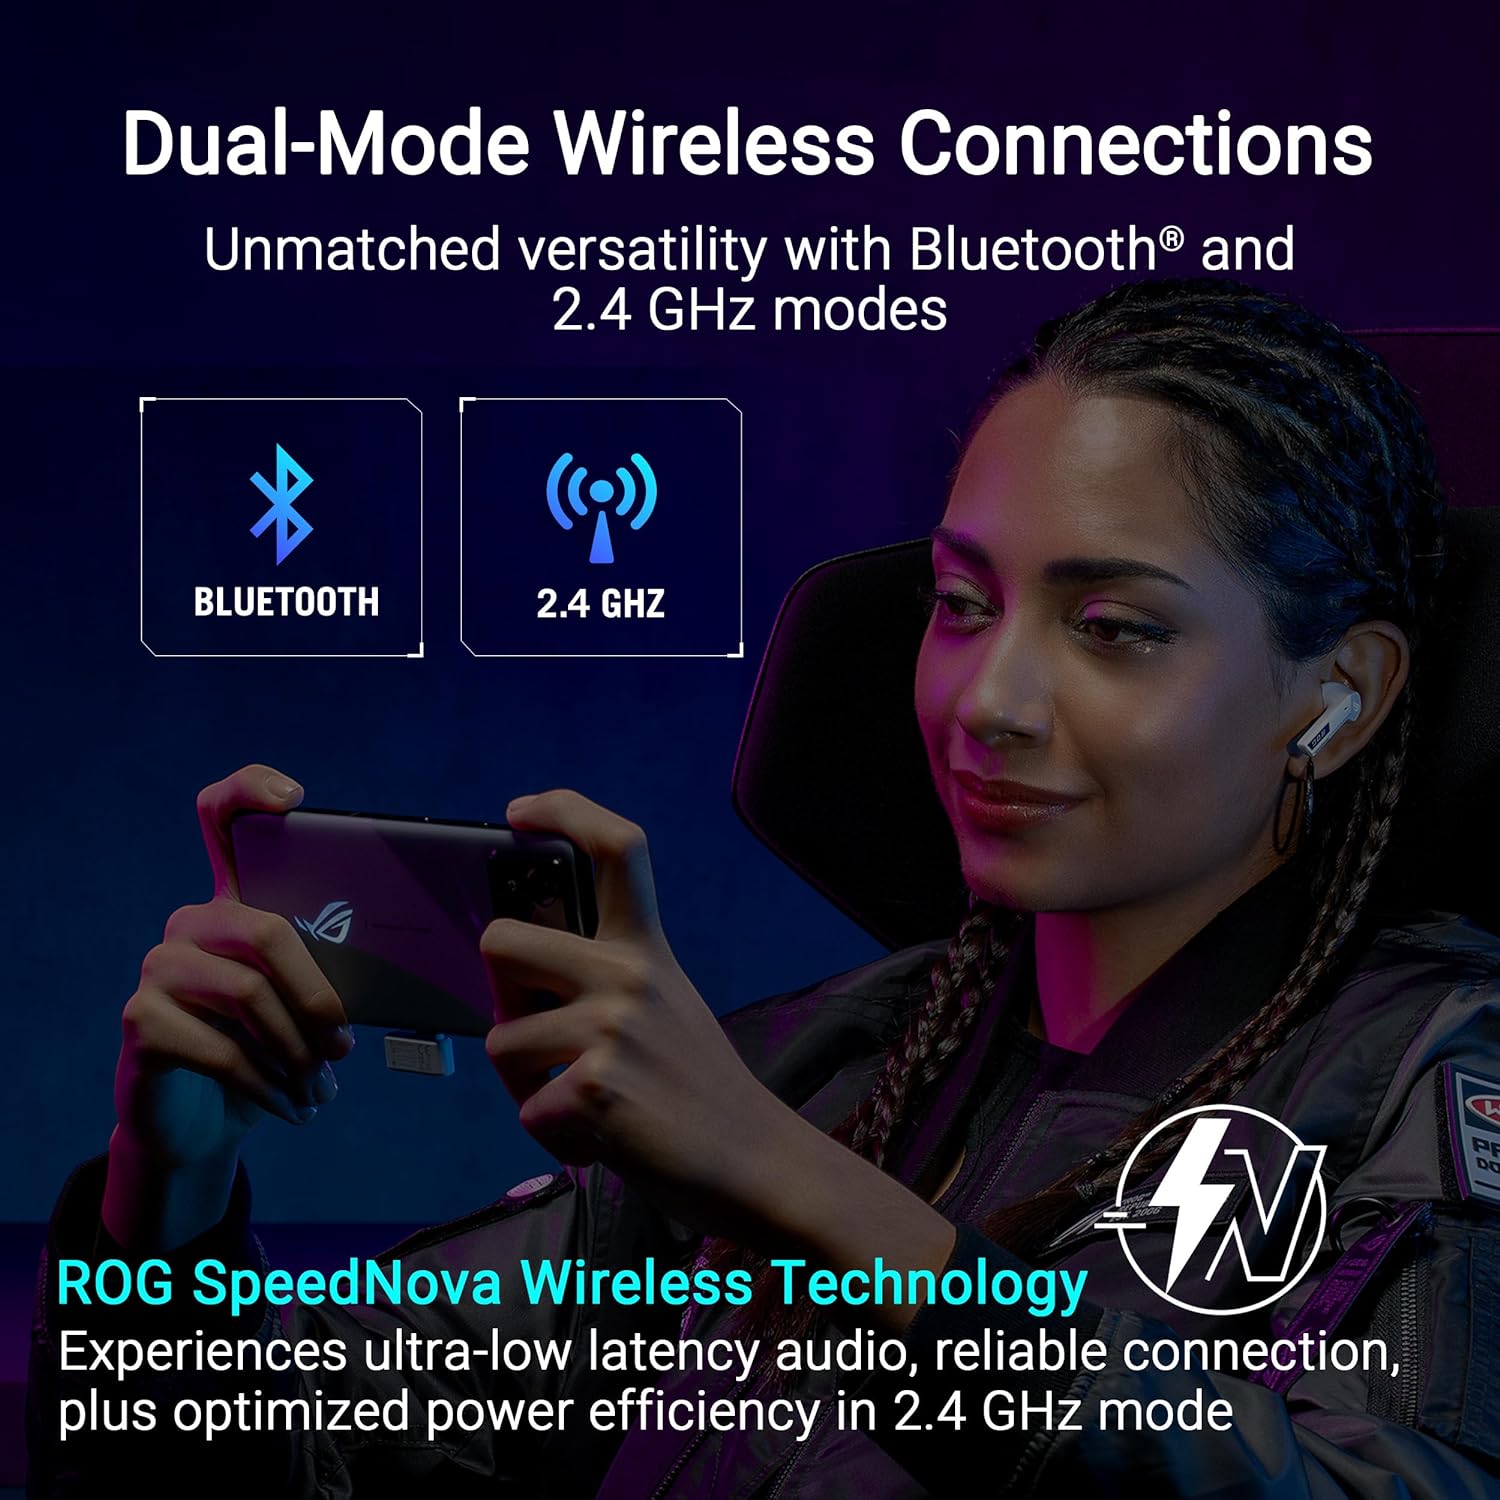 Dual-Mode Wireless Connections
Unmatched versatility with Bluetooth® and
2.4 GHz modes
BLUETOOTH
2.4 GHZ
ROG SpeedNova Wireless Technology
Experiences ultra-low latency audio, reliable connection,
plus optimized power efficiency in 2.4 GHz mode